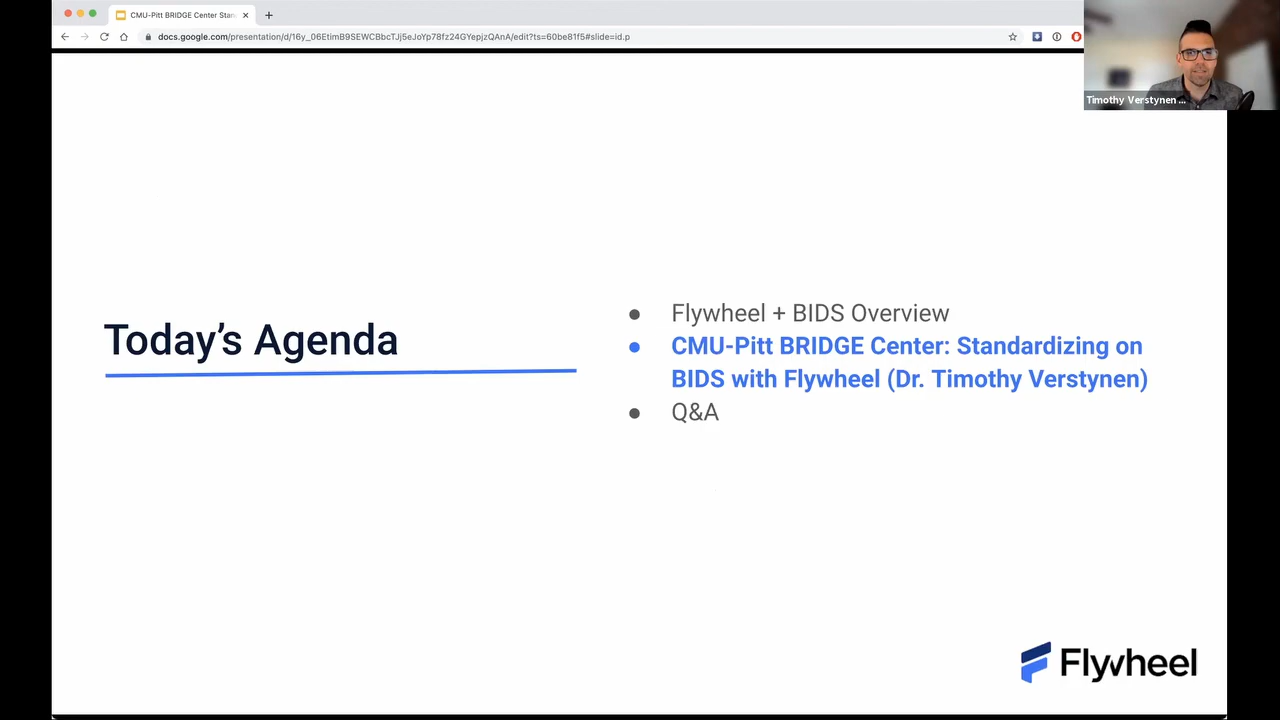 CMU-Pitt BRIDGE Center Stan
docs.google.com/presentation/d/16y_06EtimB9SEWCBbcTJj5eJoYp78fz24GYepjzQAnA/edit?ts=60be81f5#slide=id.p
Timothy Verstynen ...
Today's Agenda
● Flywheel + BIDS Overview
● CMU-Pitt BRIDGE Center: Standardizing on
BIDS with Flywheel (Dr. Timothy Verstynen)
● Q&A
Flywheel